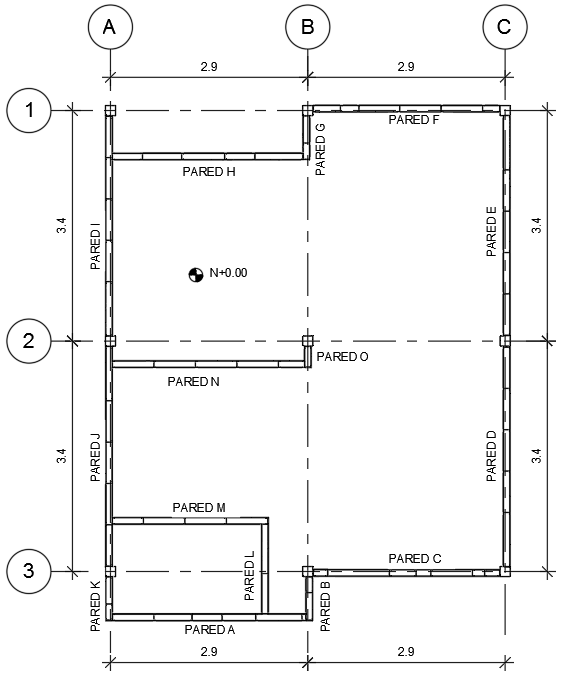 A
B
C
2.9
2.9
1
PARED F
PARED G
PARED H
3.4
PARED I
PARED E
3.4
N+0.00
2
PARED O
PARED N
3.4
PARED J
PARED D
3.4
PARED M
PARED C
3
PARED L
PARED K
PARED B
PARED A
2.9
2.9